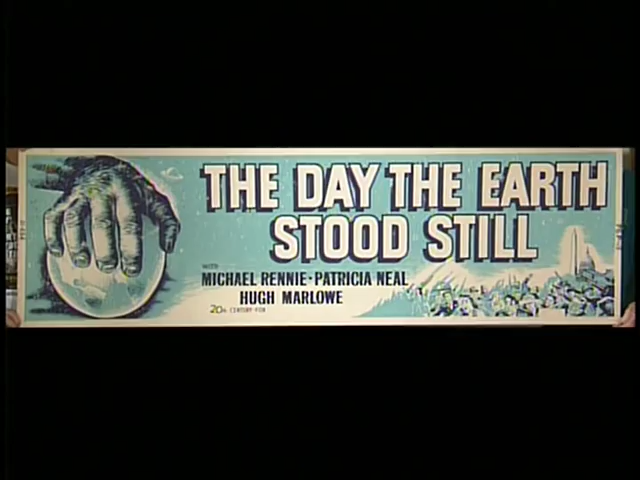 THE DAY THE EARTH
STOOD STILL
WITH
MICHAEL RENNIE · PATRICIA NEAL
HUGH MARLOWE
20th CENTURY FOX